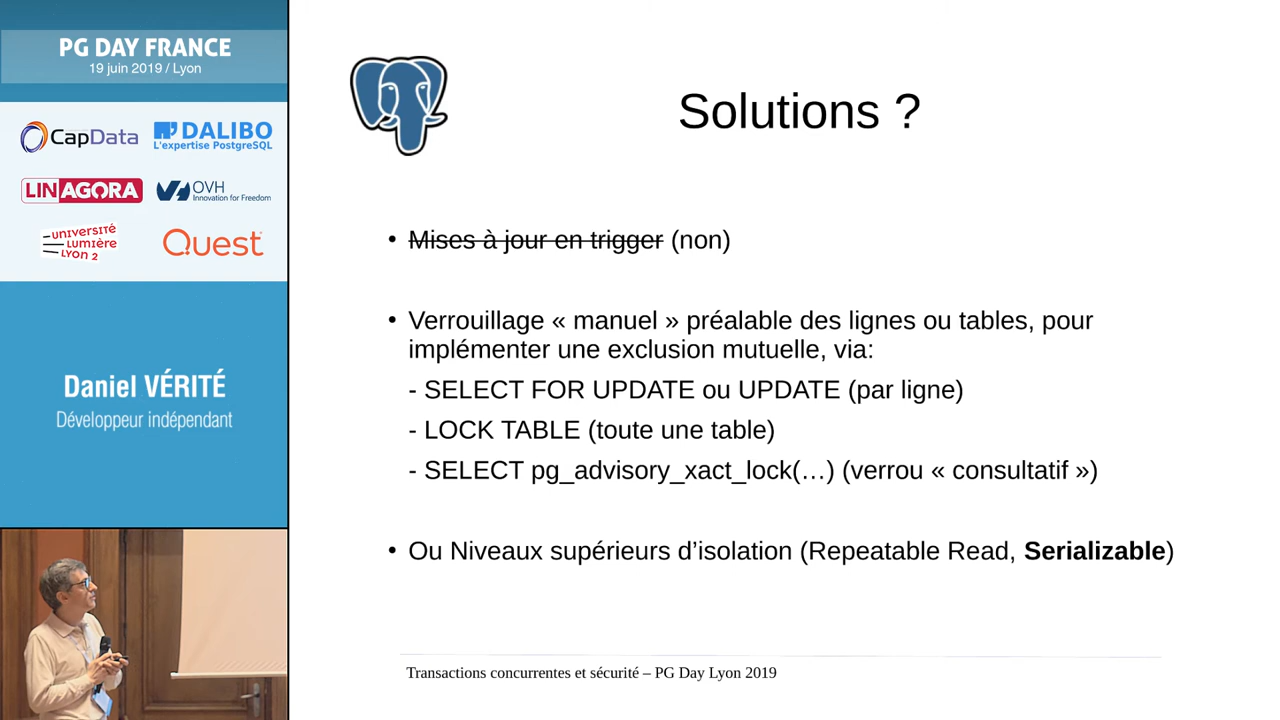 PG DAY FRANCE
19 juin 2019 / Lyon
CapData
DALIBO
L'expertise PostgreSQL
LINAGORA
OVH
Innovation for Freedom
UNIVERSITÉ
LUMIÈRE
LYON 2
Quest
Daniel VÉRITÉ
Développeur indépendant
Solutions ?
• Mises à jour en trigger (non)
• Verrouillage « manuel » préalable des lignes ou tables, pour
implémenter une exclusion mutuelle, via:
- SELECT FOR UPDATE ou UPDATE (par ligne)
- LOCK TABLE (toute une table)
- SELECT pg_advisory_xact_lock(…) (verrou « consultatif »)
• Ou Niveaux supérieurs d’isolation (Repeatable Read, Serializable)
Transactions concurrentes et sécurité – PG Day Lyon 2019